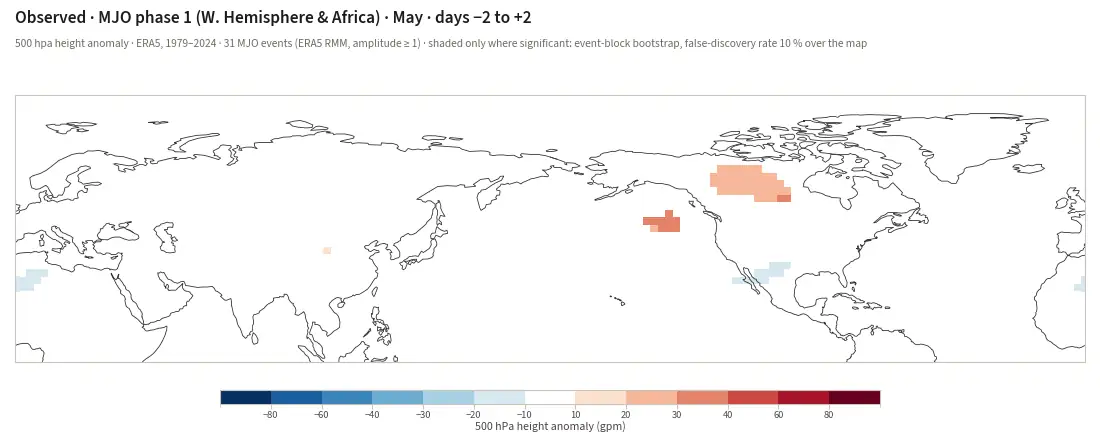 Observed · MJO phase 1 (W. Hemisphere & Africa) · May · days −2 to +2
500 hpa height anomaly · ERA5, 1979–2024 · 31 MJO events (ERA5 RMM, amplitude ≥ 1) · shaded only where significant: event-block bootstrap, false-discovery rate 10 % over the map
−80 −60 −40 −30 −20 −10 10 20 30 40 60 80
500 hPa height anomaly (gpm)